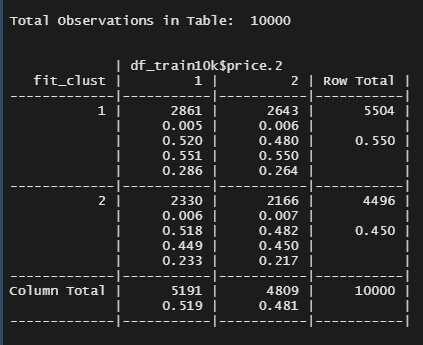 Total Observations in Table:  10000
             | df_train10k$price.2
   fit_clust |         1 |         2 | Row Total |
-------------|-----------|-----------|-----------|
           1 |      2861 |      2643 |      5504 |
             |     0.005 |     0.006 |           |
             |     0.520 |     0.480 |     0.550 |
             |     0.551 |     0.550 |           |
             |     0.286 |     0.264 |           |
-------------|-----------|-----------|-----------|
           2 |      2330 |      2166 |      4496 |
             |     0.006 |     0.007 |           |
             |     0.518 |     0.482 |     0.450 |
             |     0.449 |     0.450 |           |
             |     0.233 |     0.217 |           |
-------------|-----------|-----------|-----------|
Column Total |      5191 |      4809 |     10000 |
             |     0.519 |     0.481 |           |
-------------|-----------|-----------|-----------|